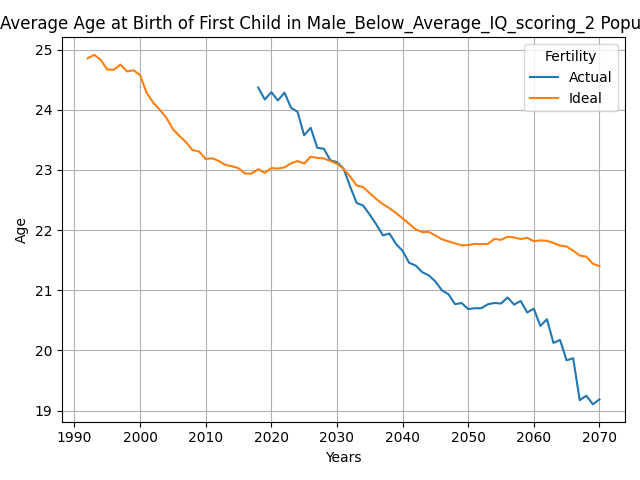 Average Age at Birth of First Child in Male_Below_Average_IQ_scoring_2 Popu
Fertility
Actual
Ideal
25
24
23
22
21
20
19
Age
1990 2000 2010 2020 2030 2040 2050 2060 2070
Years